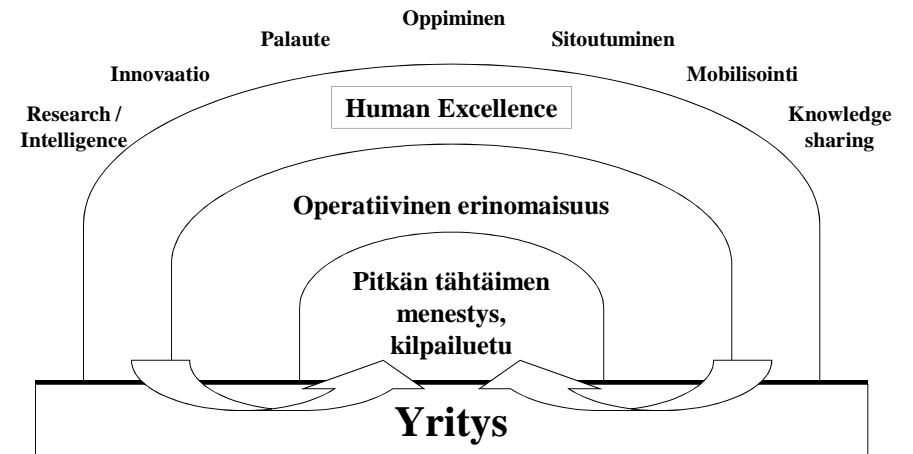 Oppiminen
Palaute
Sitoutuminen
Innovaatio
Mobilisointi
Research /
Intelligence
Knowledge
sharing
Human Excellence
Operatiivinen erinomaisuus
Pitkän tähtäimen
menestys,
kilpailuetu
Yritys